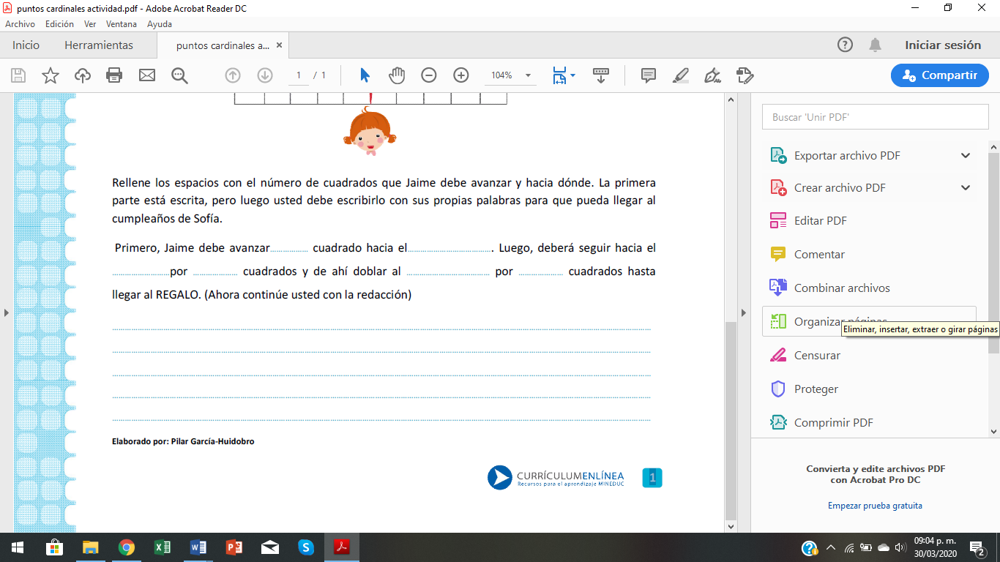 puntos cardinales actividad.pdf - Adobe Acrobat Reader DC
Archivo Edición Ver Ventana Ayuda
Inicio Herramientas puntos cardinales a... Iniciar sesión
1 / 1 104% Compartir
Buscar 'Unir PDF'
Exportar archivo PDF
Crear archivo PDF
Editar PDF
Comentar
Combinar archivos
Organizar páginas
Eliminar, insertar, extraer o girar páginas
Censurar
Proteger
Comprimir PDF
Convierta y edite archivos PDF
con Acrobat Pro DC
Empezar prueba gratuita
Rellene los espacios con el número de cuadrados que Jaime debe avanzar y hacia dónde. La primera
parte está escrita, pero luego usted debe escribirlo con sus propias palabras para que pueda llegar al
cumpleaños de Sofía.
Primero, Jaime debe avanzar.................. cuadrado hacia el........................................ Luego, deberá seguir hacia el
...........................por ..................... cuadrados y de ahí doblar al ....................................... por ..................... cuadrados hasta
llegar al REGALO. (Ahora continúe usted con la redacción)
Elaborado por: Pilar García-Huidobro
CURRÍCULUMENLÍNEA
Recursos para el aprendizaje MINEDUC
1
09:04 p. m.
30/03/2020
2